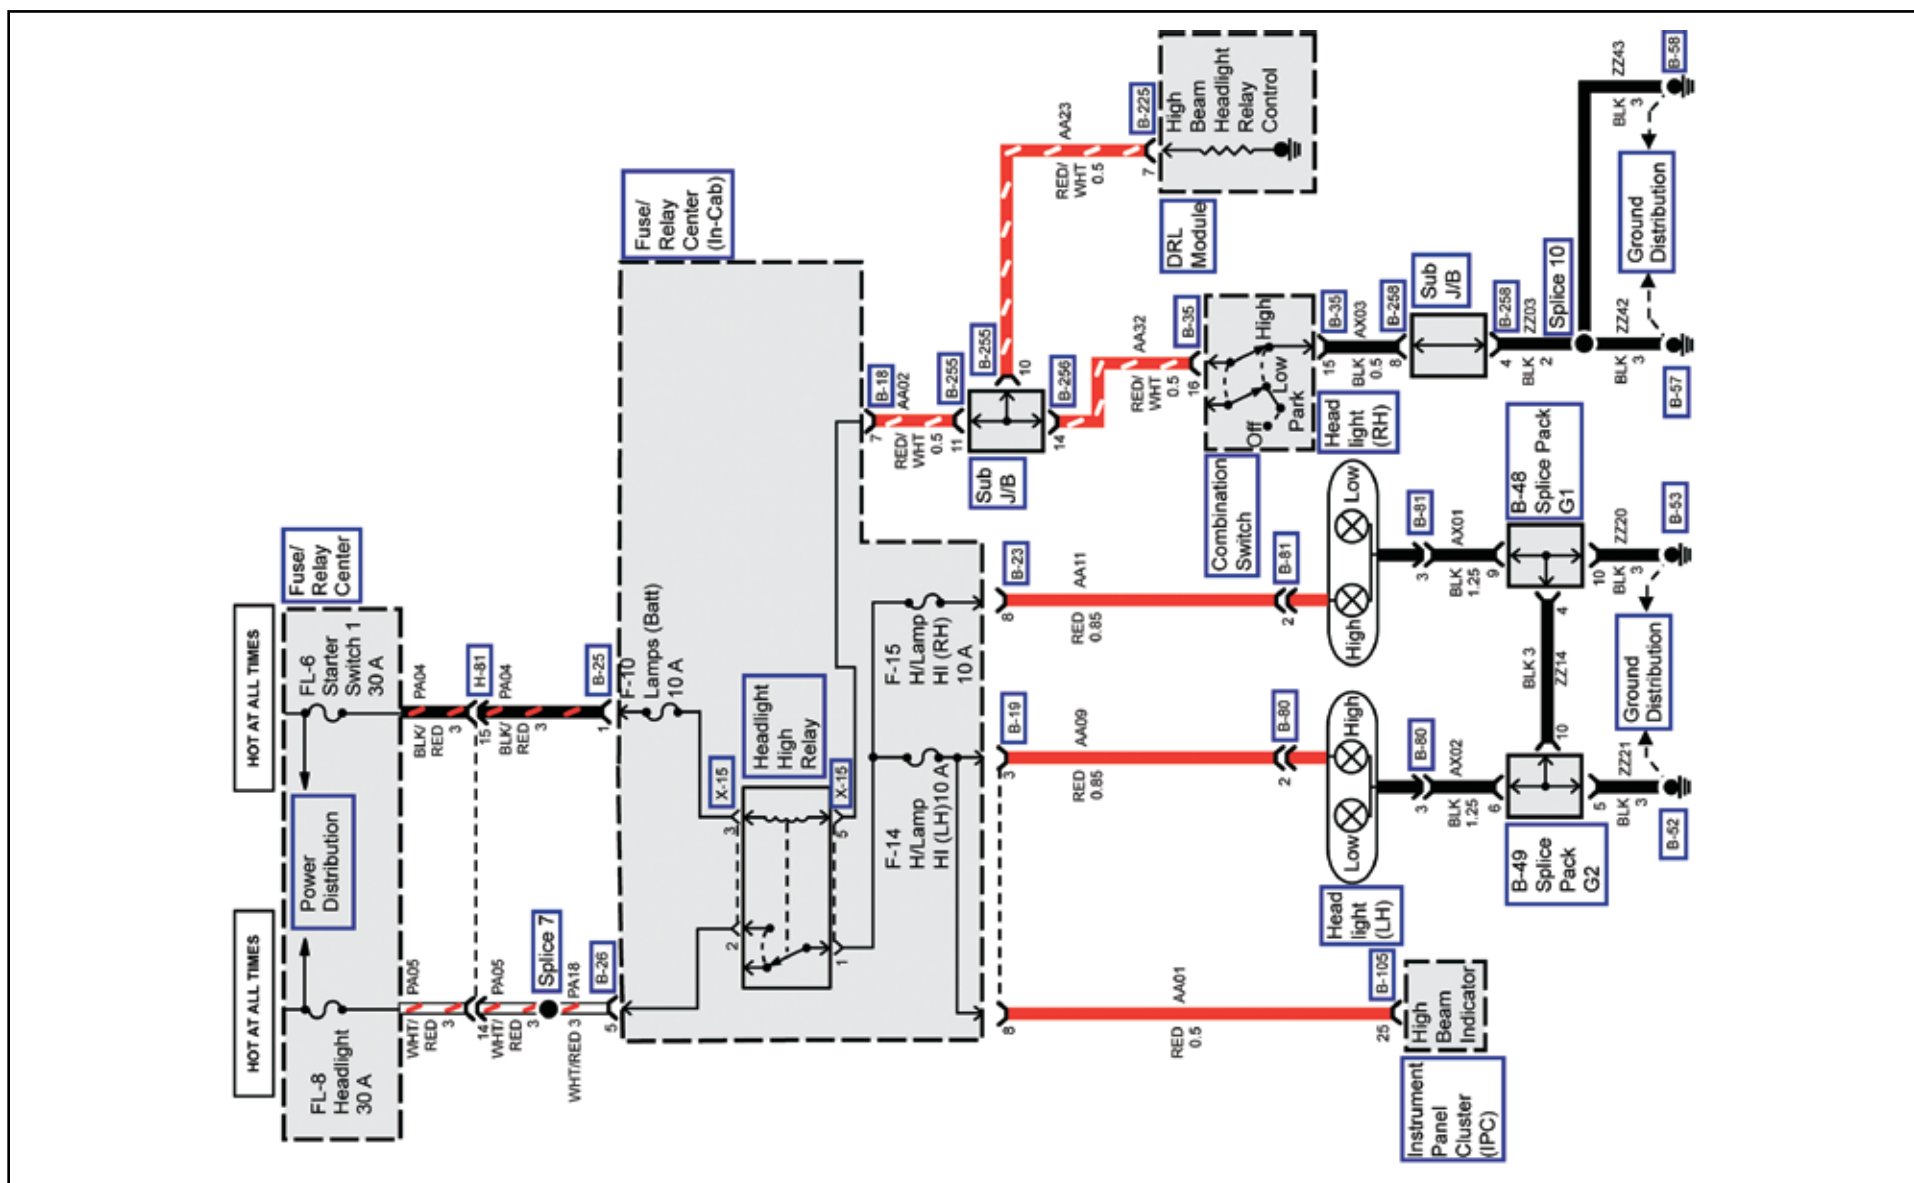 HOT AT ALL TIMES
HOT AT ALL TIMES
FL-8
Headlight
30 A
Power
Distribution
FL-6
Starter
Switch 1
30 A
Fuse/
Relay
Center
WHT/
RED
3
PA05
14
WHT/
RED
3
PA05
Splice 7
WHT/RED 3
PA18
5
B-26
BLK/
RED
3
PA04
15
H-81
BLK/
RED
3
PA04
1
B-25
F-10
Lamps (Batt)
10 A
Fuse/
Relay
Center
(In-Cab)
X-15
3
2
Headlight
High
Relay
X-15
5
1
F-14
H/Lamp
HI (LH)10 A
F-15
H/Lamp
HI (RH)
10 A
7
B-18
RED/
WHT
0.5
AA02
11
B-255
B-255
10
Sub
J/B
14
B-256
RED/
WHT
0.5
AA23
7
B-225
High
Beam
Headlight
Relay
Control
DRL
Module
RED/
WHT
0.5
AA32
16
B-35
Off
Park
Low
High
Combination
Switch
15
B-35
BLK
0.5
AX03
8
B-258
Sub
J/B
4
B-258
BLK
2
ZZ03
Splice 10
BLK
3
ZZ42
B-57
BLK
3
ZZ43
B-58
Ground
Distribution
8
RED
0.5
AA01
25
B-105
High
Beam
Indicator
Instrument
Panel
Cluster
(IPC)
3
B-19
RED
0.85
AA09
2
B-80
Low
High
Head
light
(LH)
3
B-80
BLK
1.25
AX02
6
B-49
Splice
Pack
G2
10
5
BLK
3
ZZ21
B-52
8
B-23
RED
0.85
AA11
2
B-81
High
Low
Head
light
(RH)
3
B-81
BLK
1.25
AX01
9
B-48
Splice Pack
G1
4
BLK 3
ZZ14
10
BLK
3
ZZ20
B-53
Ground
Distribution